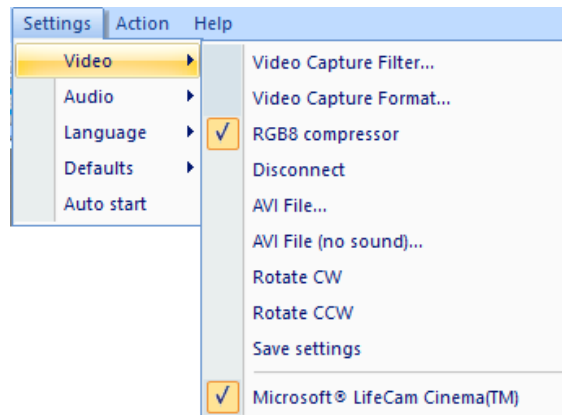 Settings Action Help
Video
Audio
Language
Defaults
Auto start
Video Capture Filter...
Video Capture Format...
RGB8 compressor
Disconnect
AVI File...
AVI File (no sound)...
Rotate CW
Rotate CCW
Save settings
Microsoft® LifeCam Cinema(TM)